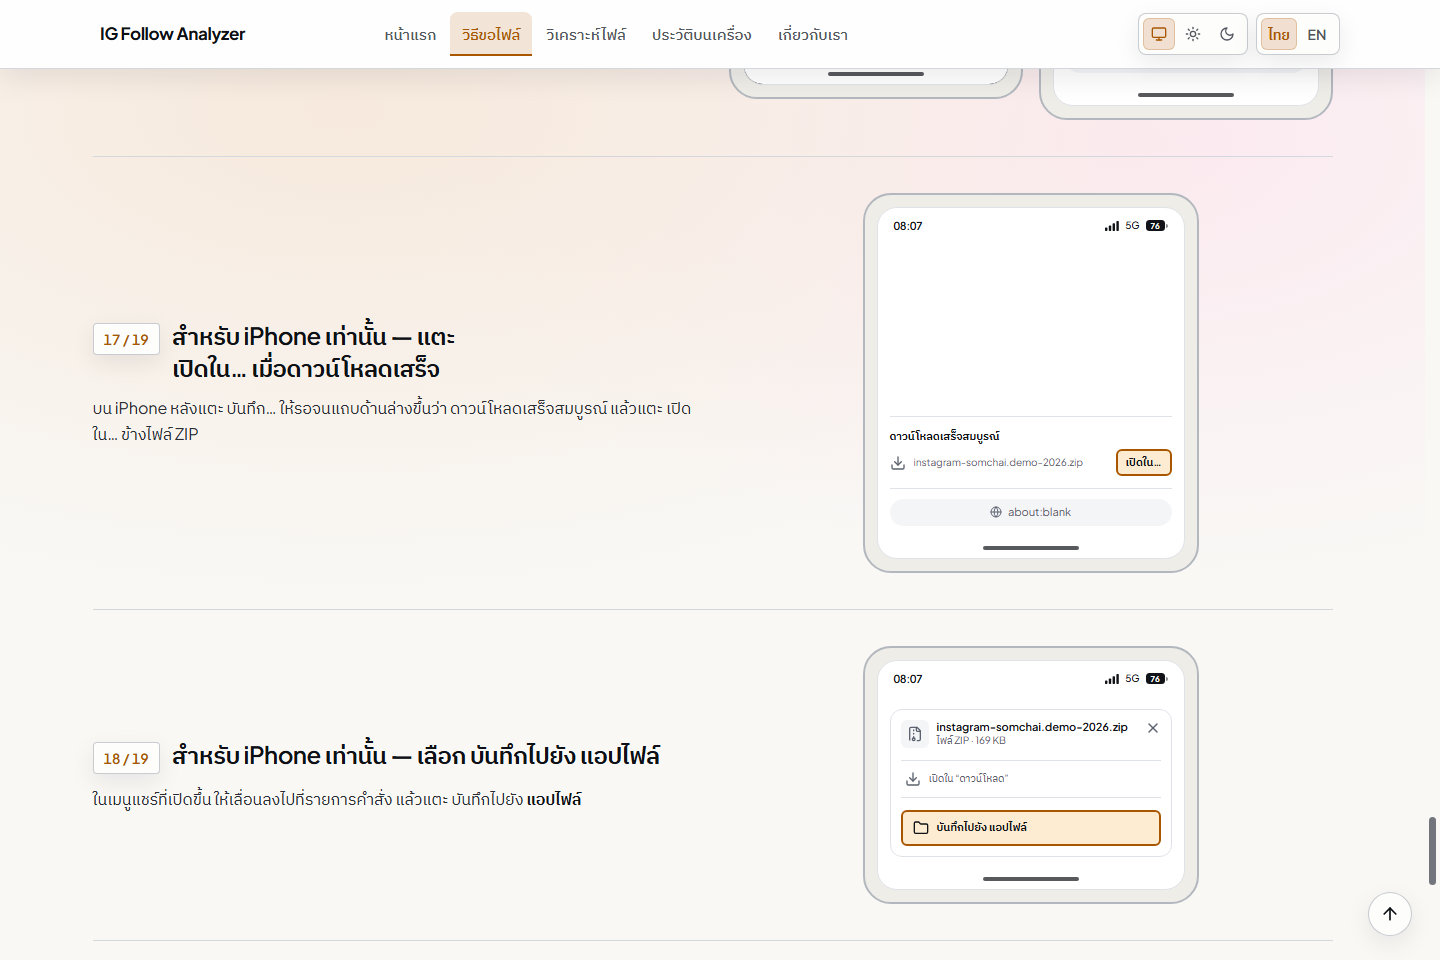 IG Follow Analyzer
หน้าแรก
วิธีขอไฟล์
วิเคราะห์ไฟล์
ประวัติบนเครื่อง
เกี่ยวกับเรา
ไทย
EN
17/19
สำหรับ iPhone เท่านั้น — แตะ
เปิดใน... เมื่อดาวน์โหลดเสร็จ
บน iPhone หลังแตะ บันทึก... ให้รอจนแถบด้านล่างขึ้นว่า ดาวน์โหลดเสร็จสมบูรณ์ แล้วแตะ เปิด
ใน... ข้างไฟล์ ZIP
08:07
5G
76
ดาวน์โหลดเสร็จสมบูรณ์
instagram-somchai.demo-2026.zip
เปิดใน...
about:blank
18/19
สำหรับ iPhone เท่านั้น — เลือก บันทึกไปยัง แอปไฟล์
ในเมนูแชร์ที่เปิดขึ้น ให้เลื่อนลงไปที่รายการคำสั่ง แล้วแตะ บันทึกไปยัง แอปไฟล์
08:07
5G
76
instagram-somchai.demo-2026.zip
ไฟล์ ZIP · 169 KB
เปิดใน "ดาวน์โหลด"
บันทึกไปยัง แอปไฟล์